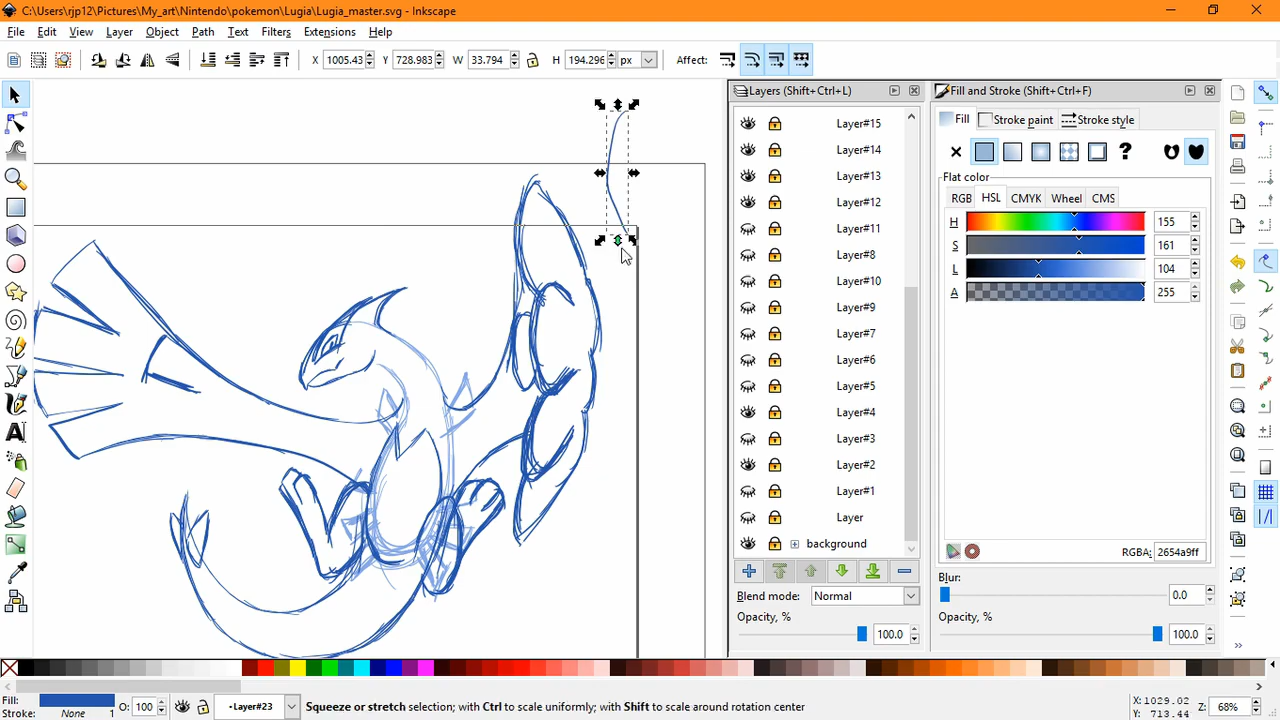 C:\Users\rjp12\Pictures\My_art\Nintendo\pokemon\Lugia\Lugia_master.svg - Inkscape
File Edit View Layer Object Path Text Filters Extensions Help
X 1005.43 Y 728.983 W 33.794 H 194.296 px Affect:
Layers (Shift+Ctrl+L)
Layer#15
Layer#14
Layer#13
Layer#12
Layer#11
Layer#8
Layer#10
Layer#9
Layer#7
Layer#6
Layer#5
Layer#4
Layer#3
Layer#2
Layer#1
Layer
background
Blend mode: Normal
Opacity, %
100.0
Fill and Stroke (Shift+Ctrl+F)
Fill Stroke paint Stroke style
Flat color
RGB HSL CMYK Wheel CMS
H 155
S 161
L 104
A 255
RGBA: 2654a9ff
Blur:
0.0
Opacity, %
100.0
Fill:
Stroke: None 1
O: 100
•Layer#23
Squeeze or stretch selection; with Ctrl to scale uniformly; with Shift to scale around rotation center
X: 1029.02
Y: 713.44
Z: 68%